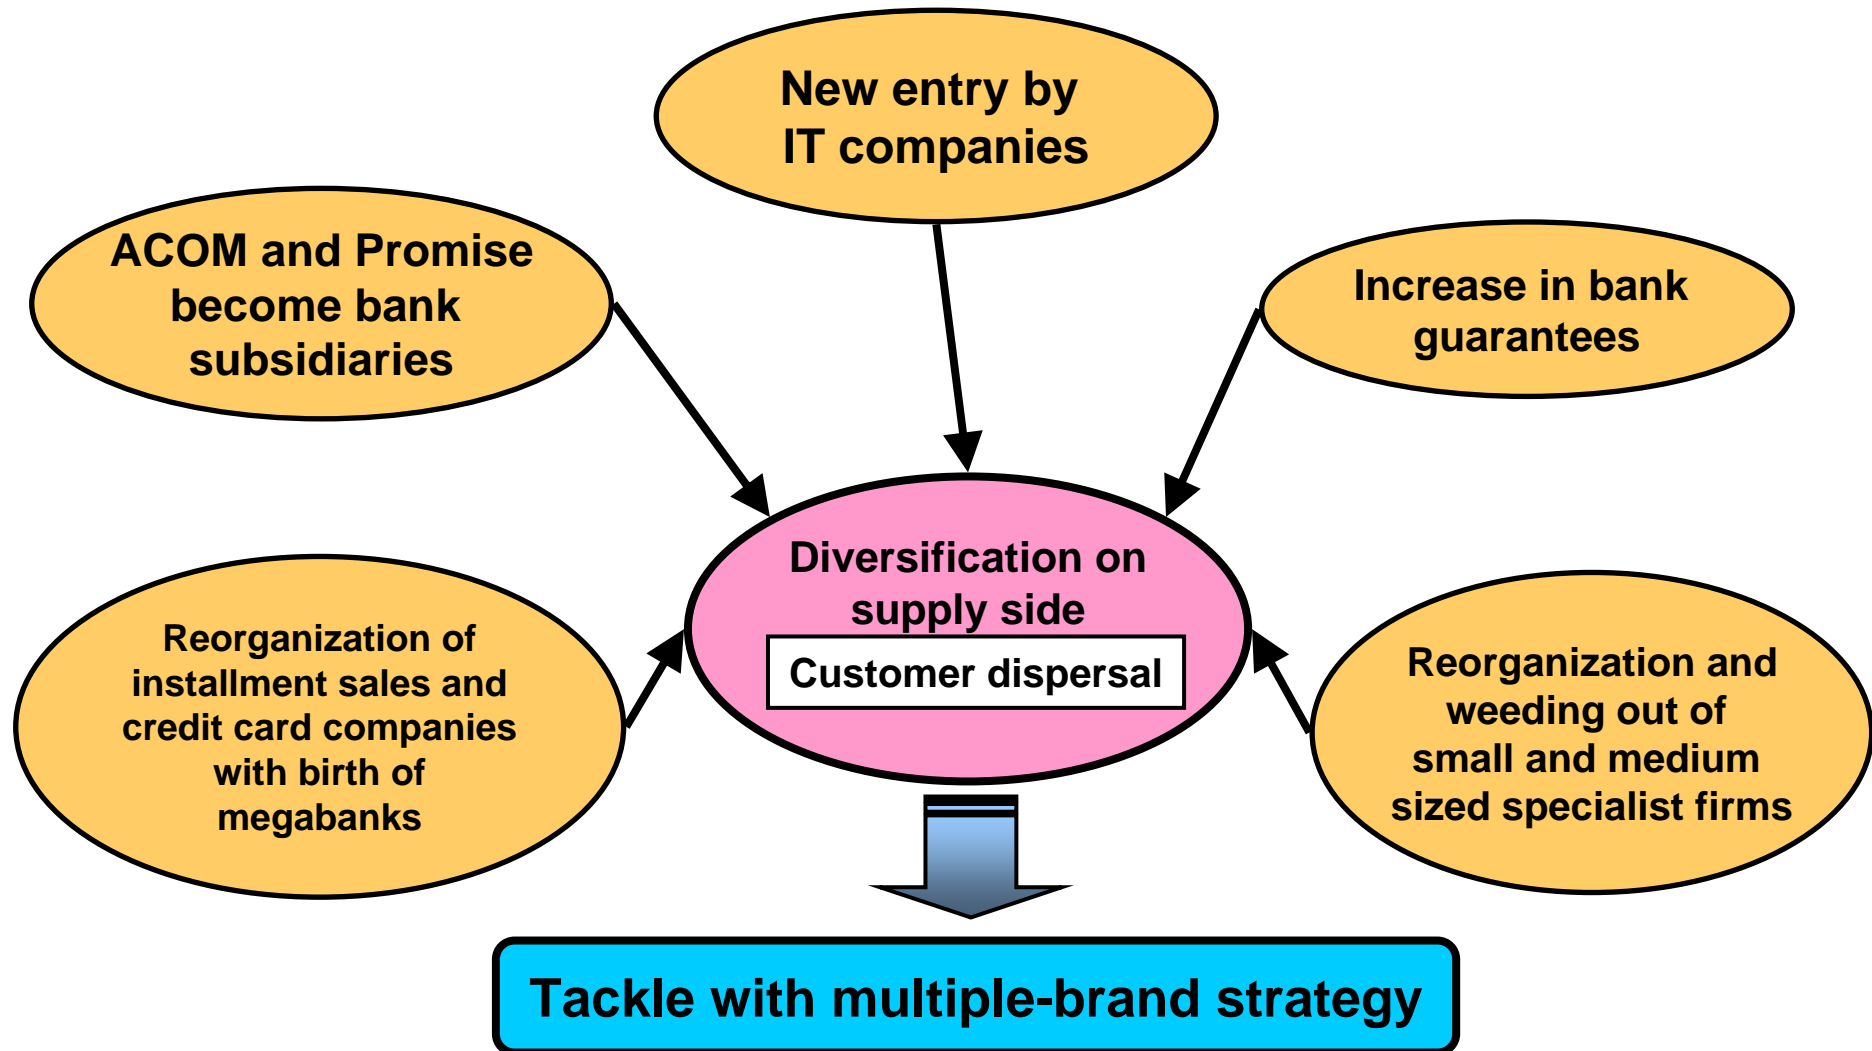 New entry by
IT companies
ACOM and Promise
become bank
subsidiaries
Increase in bank
guarantees
Diversification on
supply side
Customer dispersal
Reorganization of
installment sales and
credit card companies
with birth of
megabanks
Reorganization and
weeding out of
small and medium
sized specialist firms
Tackle with multiple-brand strategy